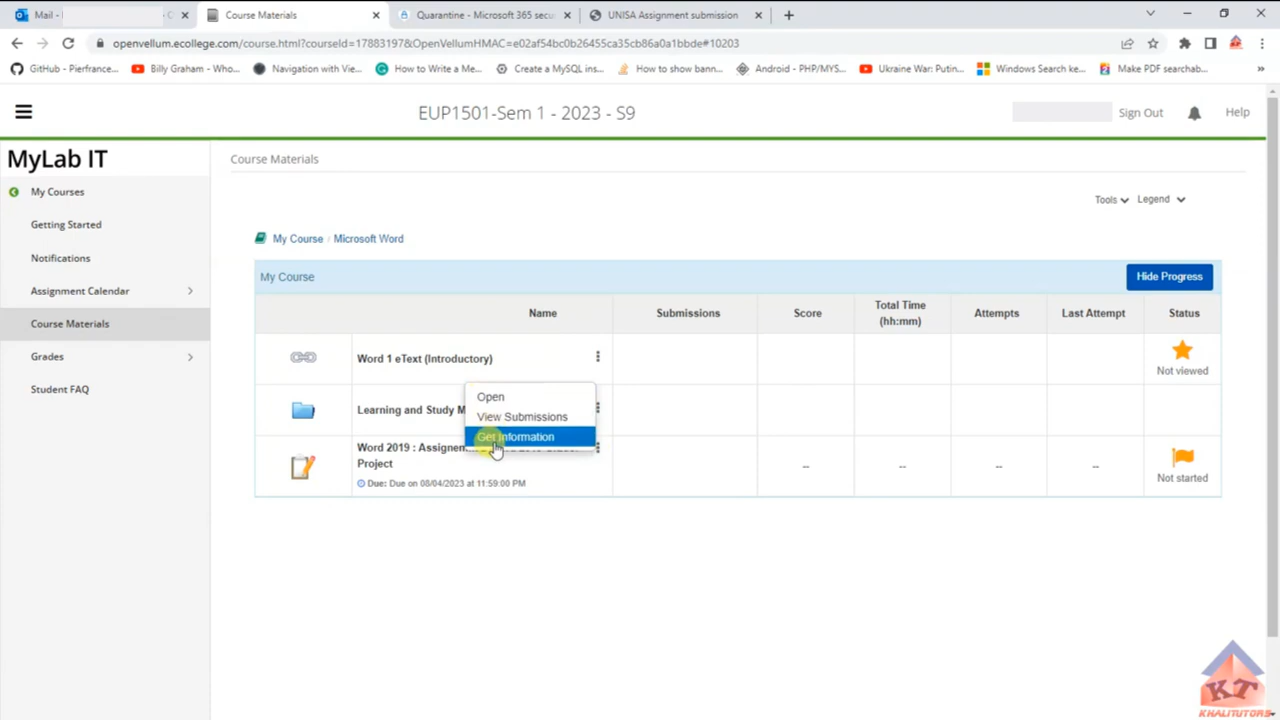 Mail -
Course Materials
Quarantine - Microsoft 365 secu
UNISA Assignment submission
openvellum.ecollege.com/course.html?courseId=17883197&OpenVellumHMAC=e02af54bc0b26455ca35cb86a0a1bbde#10203
GitHub - Pierfrance...
Billy Graham - Who...
Navigation with Vie...
How to Write a Me...
Create a MySQL ins...
How to show bann...
Android - PHP/MYS...
Ukraine War: Putin...
Windows Search ke...
Make PDF searchab...
EUP1501-Sem 1 - 2023 - S9
Sign Out
Help
MyLab IT
My Courses
Getting Started
Notifications
Assignment Calendar
Course Materials
Grades
Student FAQ
Course Materials
Tools
Legend
My Course / Microsoft Word
My Course
Hide Progress
Name
Submissions
Score
Total Time
(hh:mm)
Attempts
Last Attempt
Status
Word 1 eText (Introductory)
Not viewed
Learning and Study M
Open
View Submissions
Get Information
Word 2019 : Assignem
Project
Due: Due on 08/04/2023 at 11:59:00 PM
--
--
--
Not started
KT
KHALITUTORS